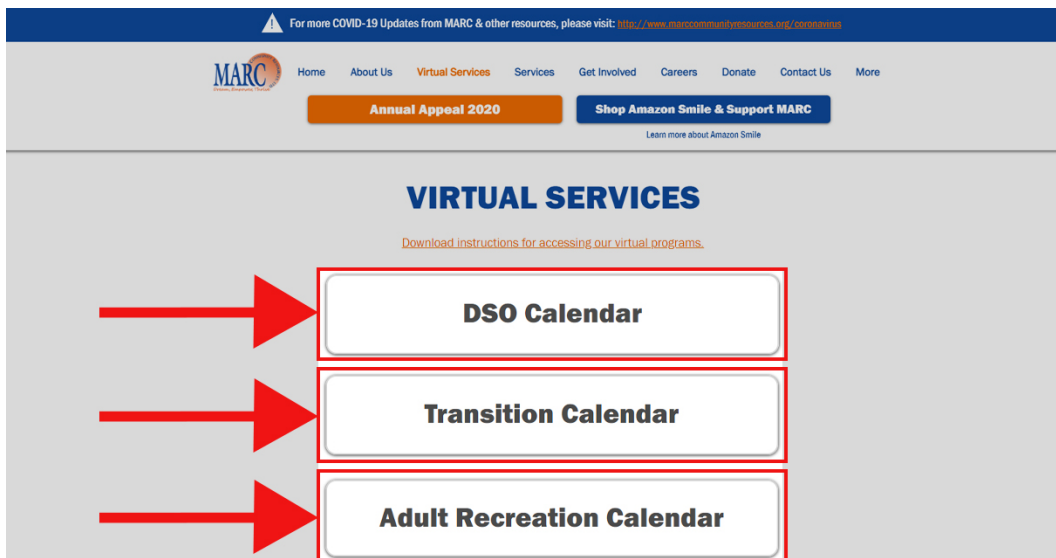 For more COVID-19 Updates from MARC & other resources, please visit: http://www.marccommunityresources.org/coronavirus
MARC
Home About Us Virtual Services Services Get Involved Careers Donate Contact Us More
Annual Appeal 2020 Shop Amazon Smile & Support MARC
Learn more about Amazon Smile
VIRTUAL SERVICES
Download instructions for accessing our virtual programs.
DSO Calendar
Transition Calendar
Adult Recreation Calendar